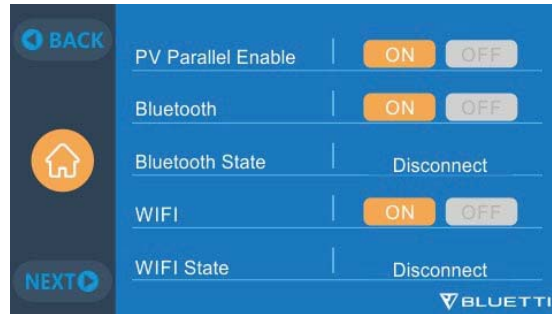 BACK
PV Parallel Enable ON OFF
Bluetooth ON OFF
Bluetooth State Disconnect
WIFI ON OFF
WIFI State Disconnect
NEXT
BLUETTI